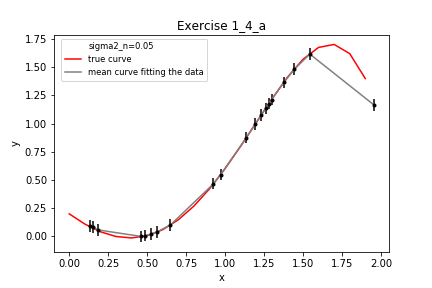 Exercise 1_4_a
sigma2_n=0.05
true curve
mean curve fitting the data
y
1.75
1.50
1.25
1.00
0.75
0.50
0.25
0.00
0.00 0.25 0.50 0.75 1.00 1.25 1.50 1.75 2.00
x